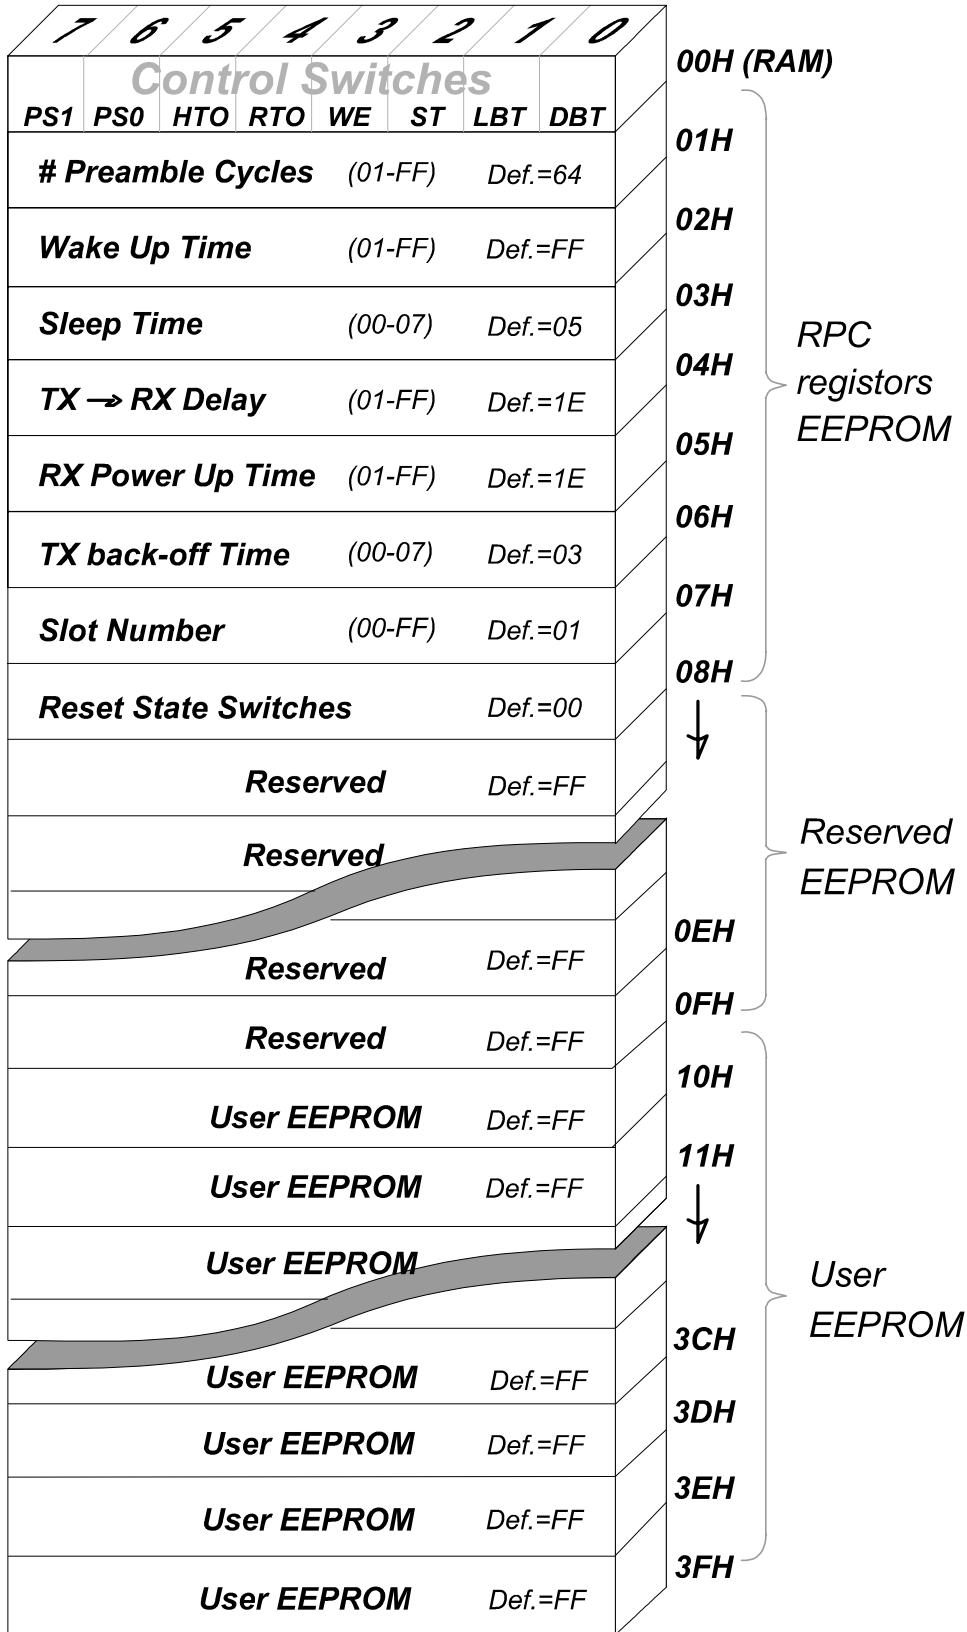 7 6 5 4 3 2 1 0
00H (RAM)
Control Switches
PS1 PS0 HTO RTO WE ST LBT DBT
01H
# Preamble Cycles (01-FF) Def.=64
02H
Wake Up Time (01-FF) Def.=FF
03H
Sleep Time (00-07) Def.=05
04H
TX → RX Delay (01-FF) Def.=1E
05H
RX Power Up Time (01-FF) Def.=1E
06H
TX back-off Time (00-07) Def.=03
07H
Slot Number (00-FF) Def.=01
08H
Reset State Switches Def.=00
RPC
registors
EEPROM
Reserved Def.=FF
Reserved
0EH
Reserved Def.=FF
0FH
Reserved Def.=FF
Reserved
EEPROM
10H
User EEPROM Def.=FF
11H
User EEPROM Def.=FF
User EEPROM
3CH
User EEPROM Def.=FF
3DH
User EEPROM Def.=FF
3EH
User EEPROM Def.=FF
3FH
User EEPROM Def.=FF
User
EEPROM